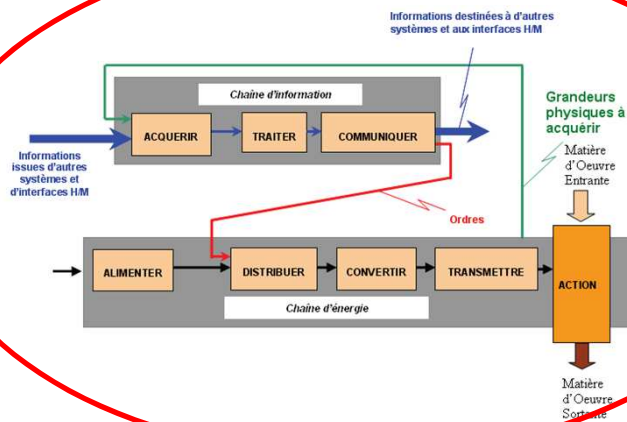 Informations destinées à d'autres
systèmes et aux interfaces H/M
Chaîne d'information
ACQUERIR
TRAITER
COMMUNIQUER
Informations
issues d'autres
systèmes et
d'interfaces H/M
Grandeurs
physiques à
acquérir
Matière
d'Oeuvre
Entrante
Ordres
ALIMENTER
DISTRIBUER
CONVERTIR
TRANSMETTRE
ACTION
Chaîne d'énergie
Matière
d'Oeuvre
Sortante